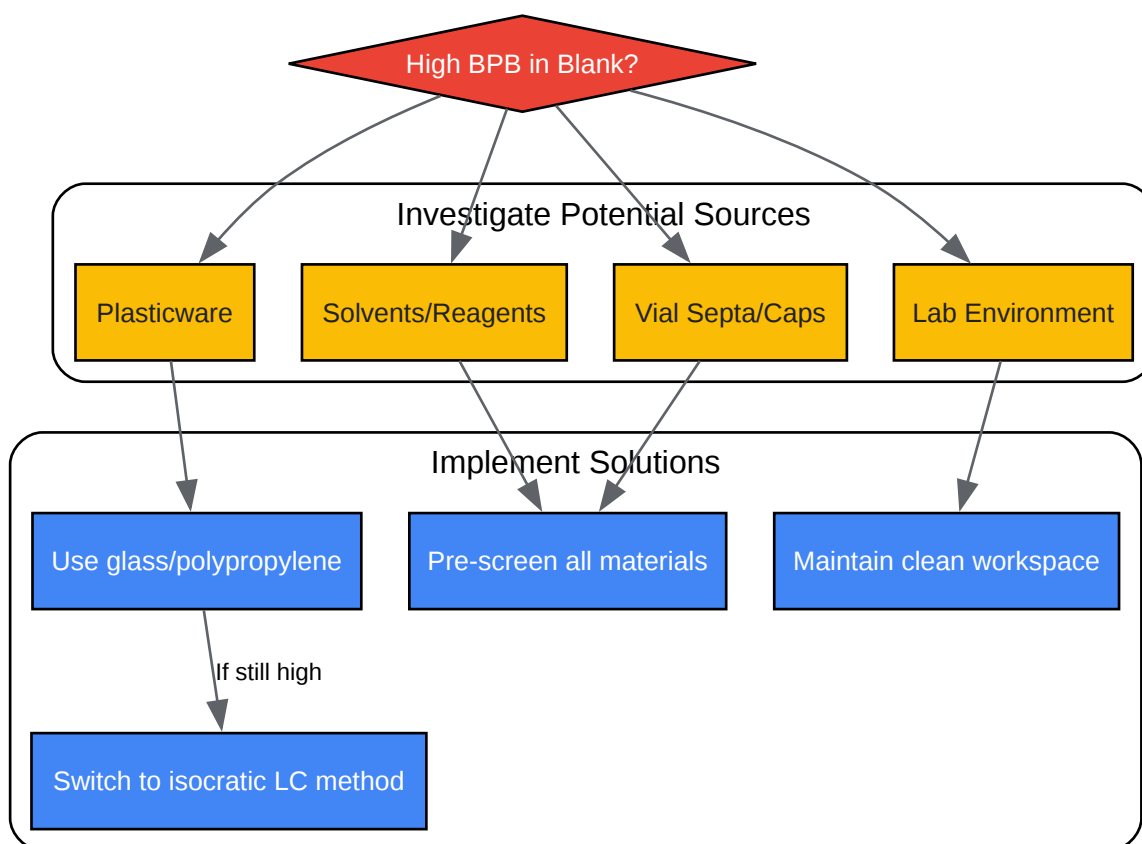 High BPB in Blank?
Investigate Potential Sources
Plasticware
Solvents/Reagents
Vial Septa/Caps
Lab Environment
Implement Solutions
Use glass/polypropylene
Pre-screen all materials
Maintain clean workspace
If still high
Switch to isocratic LC method